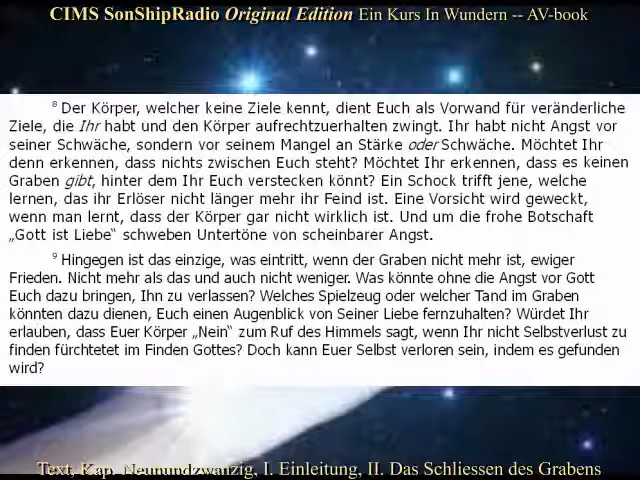 CIMS SonShipRadio Original Edition Ein Kurs In Wundern -- AV-book
8 Der Körper, welcher keine Ziele kennt, dient Euch als Vorwand für veränderliche
Ziele, die Ihr habt und den Körper aufrechtzuerhalten zwingt. Ihr habt nicht Angst vor
seiner Schwäche, sondern vor seinem Mangel an Stärke oder Schwäche. Möchtet Ihr
denn erkennen, dass nichts zwischen Euch steht? Möchtet Ihr erkennen, dass es keinen
Graben gibt, hinter dem Ihr Euch verstecken könnt? Ein Schock trifft jene, welche
lernen, das ihr Erlöser nicht länger mehr ihr Feind ist. Eine Vorsicht wird geweckt,
wenn man lernt, dass der Körper gar nicht wirklich ist. Und um die frohe Botschaft
„Gott ist Liebe“ schweben Untertöne von scheinbarer Angst.
9 Hingegen ist das einzige, was eintritt, wenn der Graben nicht mehr ist, ewiger
Frieden. Nicht mehr als das und auch nicht weniger. Was könnte ohne die Angst vor Gott
Euch dazu bringen, Ihn zu verlassen? Welches Spielzeug oder welcher Tand im Graben
könnten dazu dienen, Euch einen Augenblick von Seiner Liebe fernzuhalten? Würdet Ihr
erlauben, dass Euer Körper „Nein“ zum Ruf des Himmels sagt, wenn Ihr nicht Selbstverlust zu
finden fürchtetet im Finden Gottes? Doch kann Euer Selbst verloren sein, indem es gefunden
wird?
Text, Kap. Neunundzwanzig, I. Einleitung, II. Das Schliessen des Grabens